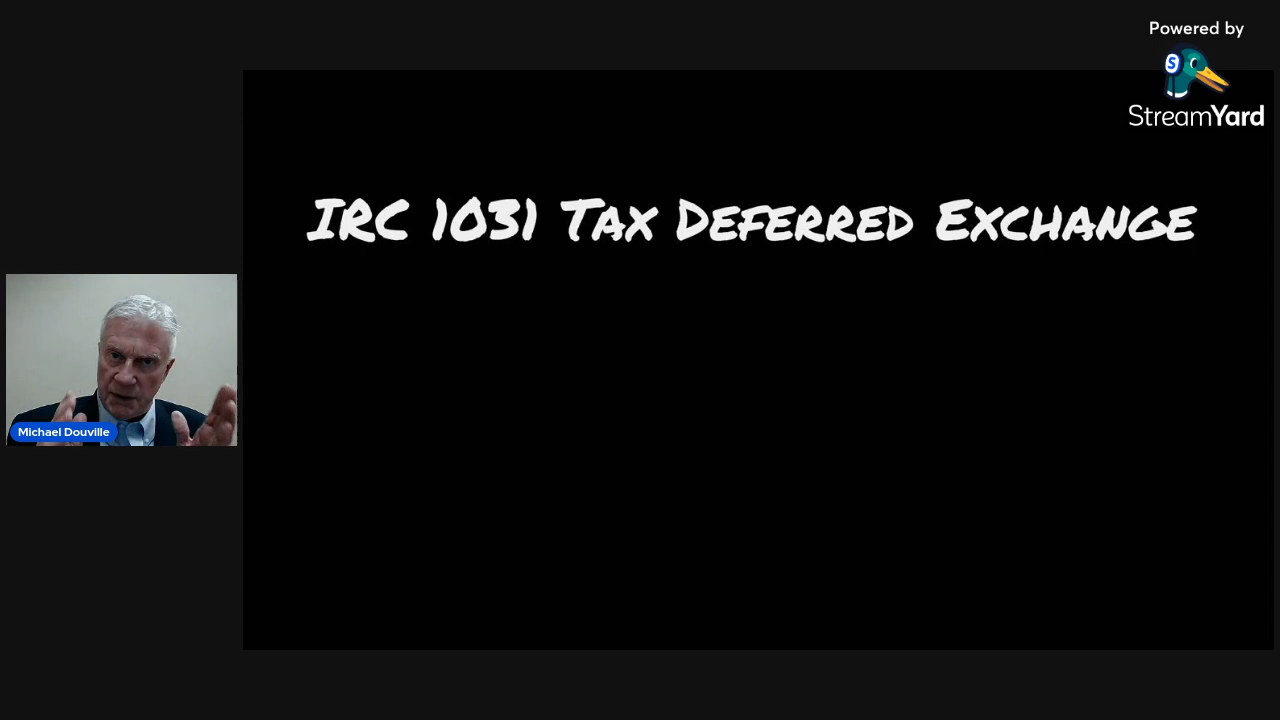 Powered by
S
StreamYard
IRC 1031 Tax Deferred Exchange
Michael Douville